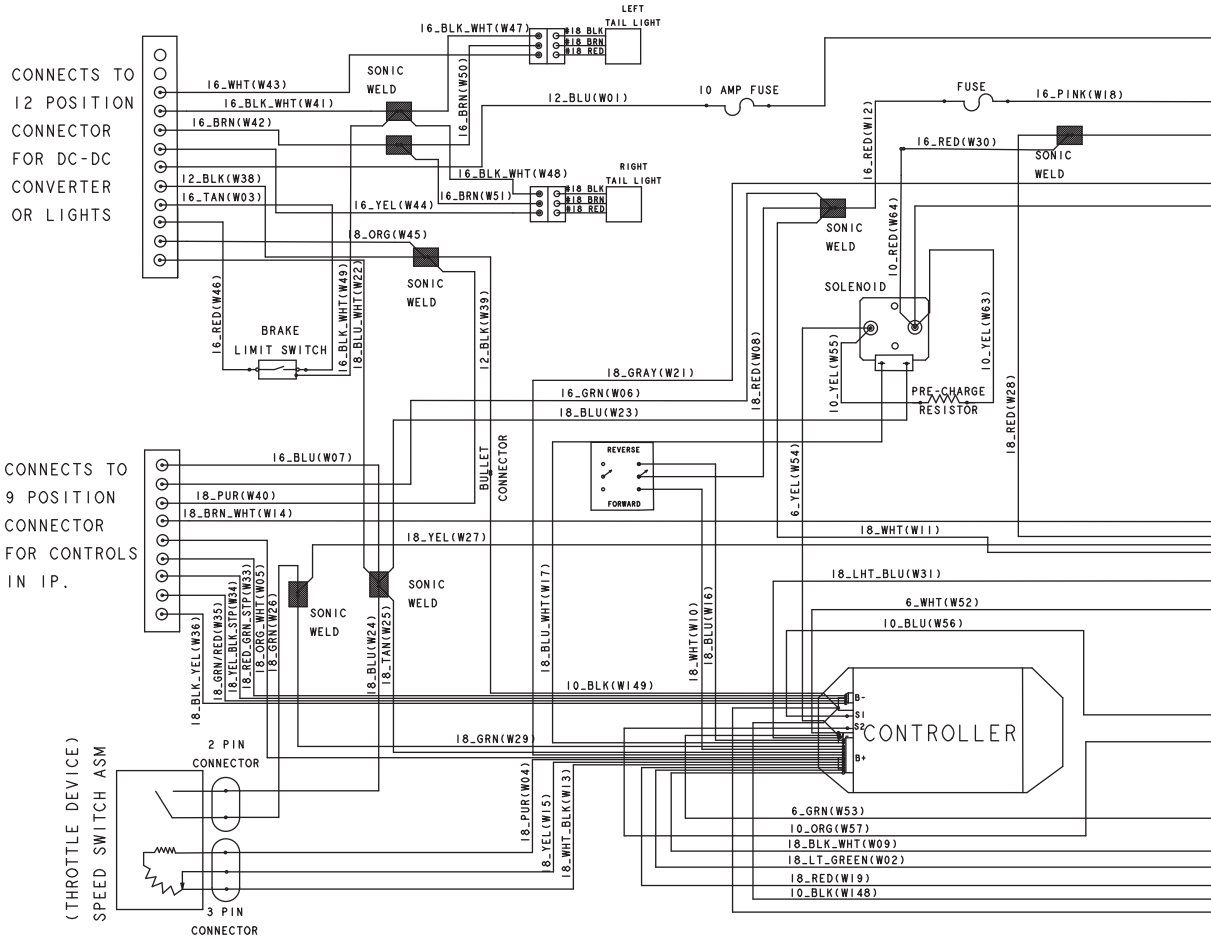 LEFT
TAIL LIGHT
16_BLK_WHT(W47)
#18 BLK
#18 BRN
#18 RED
CONNECTS TO
12 POSITION
CONNECTOR
FOR DC-DC
CONVERTER
OR LIGHTS
16_WHT(W43)
SONIC
WELD
16_BRN(W50)
16_BLK_WHT(W41)
16_BRN(W42)
12_BLU(W01)
10 AMP FUSE
FUSE
16_PINK(W18)
16_RED(W12)
16_RED(W30)
SONIC
WELD
12_BLK(W38)
16_TAN(W03)
16_BLK_WHT(W48)
16_BRN(W51)
16_YEL(W44)
RIGHT
TAIL LIGHT
#18 BLK
#18 BRN
#18 RED
18_ORG(W45)
SONIC
WELD
SONIC
WELD
10_RED(W64)
SOLENOID
16_RED(W46)
BRAKE
LIMIT SWITCH
16_BLK_WHT(W49)
18_BLU_WHT(W22)
12_BLK(W39)
10_YEL(W63)
10_YEL(W55)
18_RED(W08)
18_GRAY(W21)
16_GRN(W06)
18_BLU(W23)
PRE-CHARGE
RESISTOR
18_RED(W28)
CONNECTS TO
9 POSITION
CONNECTOR
FOR CONTROLS
IN IP.
16_BLU(W07)
BULLET
CONNECTOR
REVERSE
FORWARD
6_YEL(W54)
18_PUR(W40)
18_BRN_WHT(W14)
18_YEL(W27)
18_WHT(W11)
SONIC
WELD
SONIC
WELD
18_LHT_BLU(W31)
6_WHT(W52)
10_BLU(W56)
18_BLK_YEL(W36)
18_GRN/RED(W35)
18_YEL_BLK_STP(W34)
18_RED_GRN_STP(W33)
18_ORG_WHT(W05)
18_GRN(W26)
18_BLU(W24)
18_TAN(W25)
18_BLU_WHT(W17)
18_WHT(W10)
18_BLU(W16)
10_BLK(W149)
B-
S1
S2
B+
CONTROLLER
18_GRN(W29)
(THROTTLE DEVICE)
SPEED SWITCH ASM
2 PIN
CONNECTOR
18_PUR(W04)
18_YEL(W15)
18_WHT_BLK(W13)
6_GRN(W53)
10_ORG(W57)
18_BLK_WHT(W09)
18_LT_GREEN(W02)
18_RED(W19)
10_BLK(W148)
3 PIN
CONNECTOR